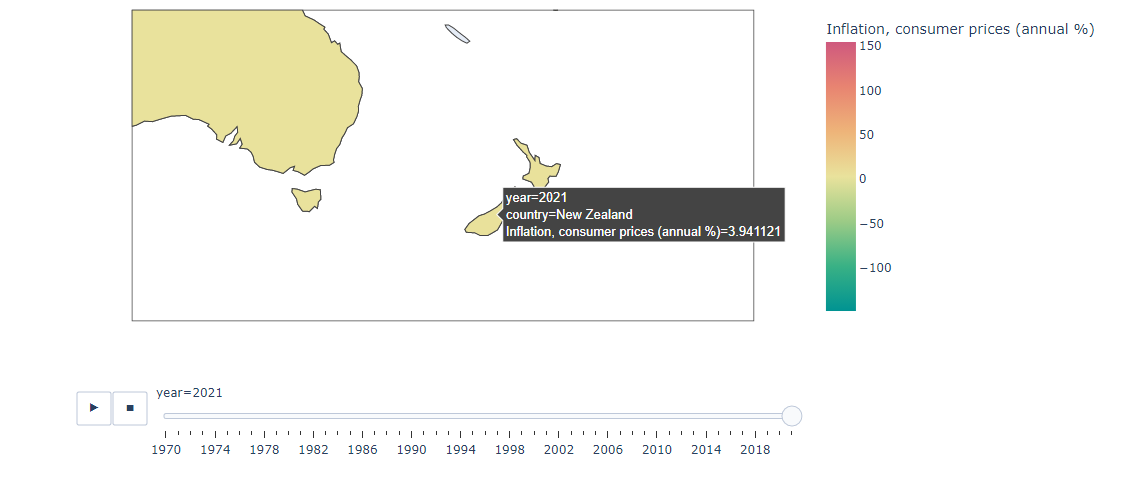 Inflation, consumer prices (annual %)
150
100
50
0
−50
−100
year=2021
country=New Zealand
Inflation, consumer prices (annual %)=3.941121
year=2021
1970 1974 1978 1982 1986 1990 1994 1998 2002 2006 2010 2014 2018